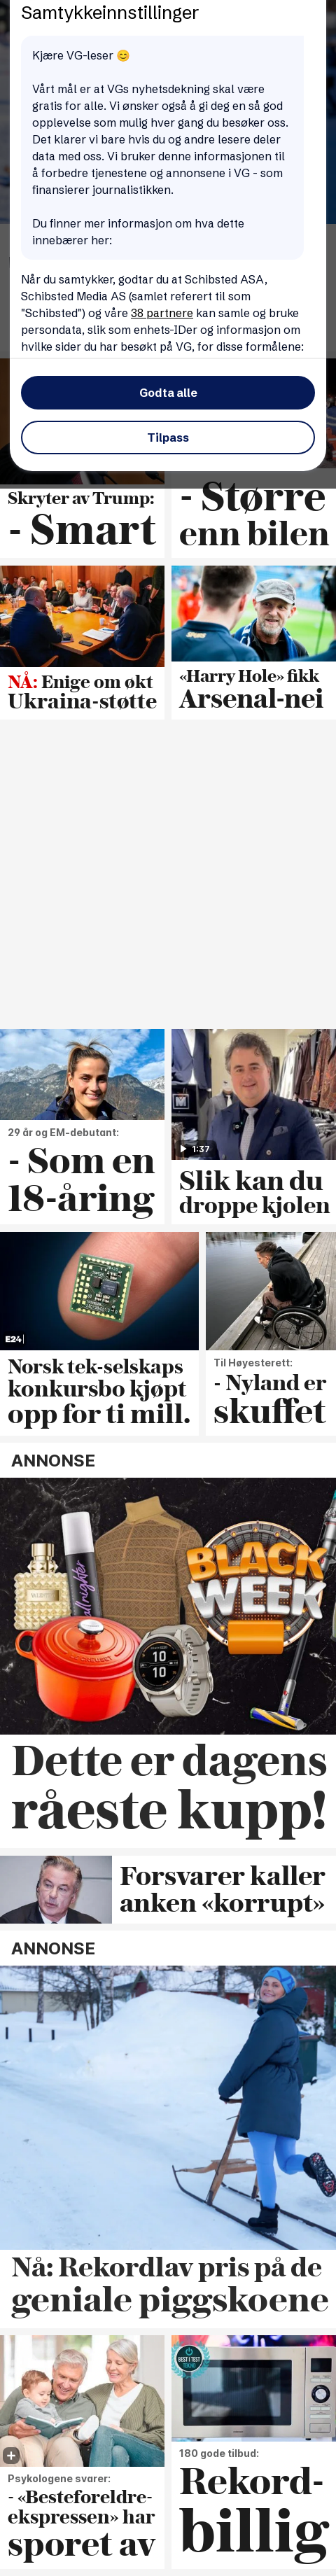 Samtykkeinnstillinger
Kjære VG-leser 😊
Vårt mål er at VGs nyhetsdekning skal være
gratis for alle. Vi ønsker også å gi deg en så god
opplevelse som mulig hver gang du besøker oss.
Det klarer vi bare hvis du og andre lesere deler
data med oss. Vi bruker denne informasjonen til
å forbedre tjenestene og annonsene i VG - som
finansierer journalistikken.
Du finner mer informasjon om hva dette
innebærer her:
Når du samtykker, godtar du at Schibsted ASA,
Schibsted Media AS (samlet referert til som
"Schibsted") og våre 38 partnere kan samle og bruke
persondata, slik som enhets-IDer og informasjon om
hvilke sider du har besøkt på VG, for disse formålene:
Godta alle
Tilpass
Skryter av Trump:
- Smart
- Større
enn bilen
NÅ: Enige om økt
Ukraina-støtte
«Harry Hole» fikk
Arsenal-nei
29 år og EM-debutant:
- Som en
18-åring
1:37
Slik kan du
droppe kjolen
E24
Norsk tek-selskaps
konkursbo kjøpt
opp for ti mill.
Til Høyesterett:
- Nyland er
skuffet
ANNONSE
BLACK
WEEK
Dette er dagens
råeste kupp!
Forsvarer kaller
anken «korrupt»
ANNONSE
Nå: Rekordlav pris på de
geniale piggskoene
Psykologene svarer:
- «Besteforeldre-
ekspressen» har
sporet av
BEST I TEST
180 gode tilbud:
Rekord-
billig